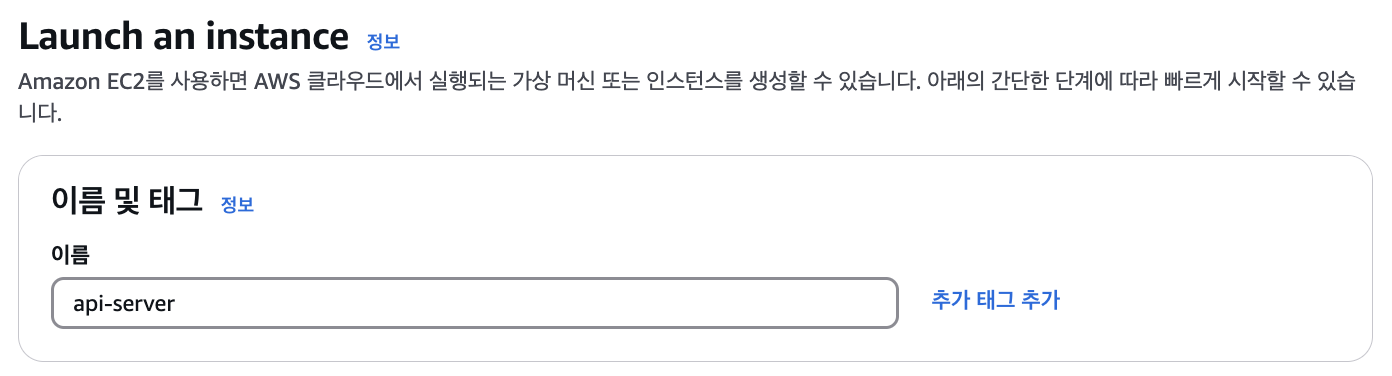 Launch an instance 정보
Amazon EC2를 사용하면 AWS 클라우드에서 실행되는 가상 머신 또는 인스턴스를 생성할 수 있습니다. 아래의 간단한 단계에 따라 빠르게 시작할 수 있습
니다.
이름 및 태그 정보
이름
api-server 추가 태그 추가